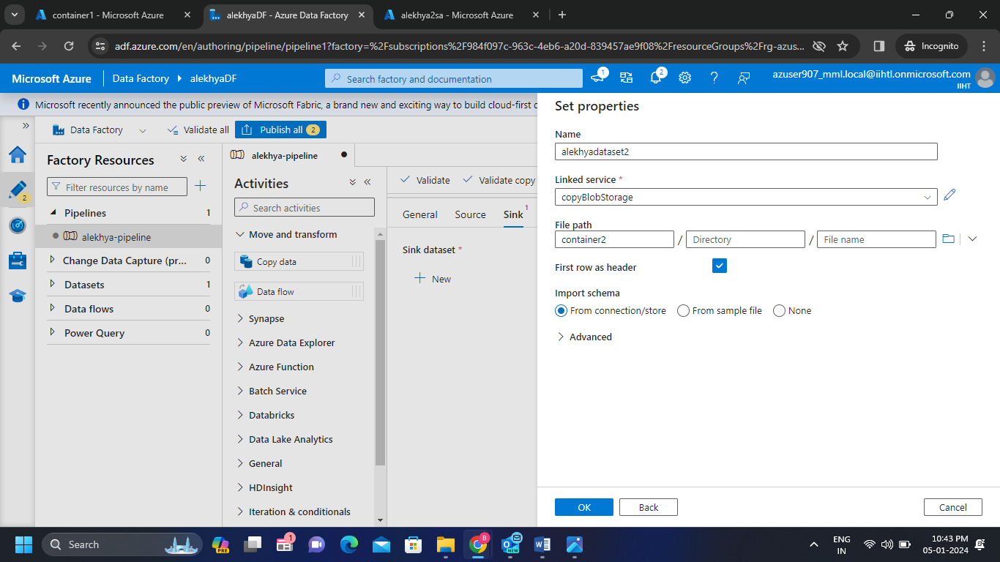 container1 - Microsoft Azure
alekhyaDF - Azure Data Factory
alekhya2sa - Microsoft Azure
adf.azure.com/en/authoring/pipeline/pipeline1?factory=%2Fsubscriptions%2F984f097c-963c-4eb6-a20d-839457ae9f08%2FresourceGroups%2Frg-azus...
Incognito
Microsoft Azure
Data Factory
alekhyaDF
Search factory and documentation
1
2
azuser907_mml.local@iihtl.onmicrosoft.com
IIHT
Microsoft recently announced the public preview of Microsoft Fabric, a brand new and exciting way to build cloud-first
Data Factory
Validate all
Publish all 2
2
Factory Resources
Filter resources by name
Pipelines 1
alekhya-pipeline
Change Data Capture (pr... 0
Datasets 1
Data flows 0
Power Query 0
alekhya-pipeline
Activities
Search activities
Move and transform
Copy data
Data flow
Synapse
Azure Data Explorer
Azure Function
Batch Service
Databricks
Data Lake Analytics
General
HDInsight
Iteration & conditionals
Validate
Validate copy
General
Source
Sink 1
Sink dataset *
New
Set properties
Name
alekhyadataset2
Linked service *
copyBlobStorage
File path
container2 / Directory / File name
First row as header
Import schema
From connection/store
From sample file
None
Advanced
OK
Back
Cancel
Search
PRE
1
8
NEW
ENG
IN
10:43 PM
05-01-2024